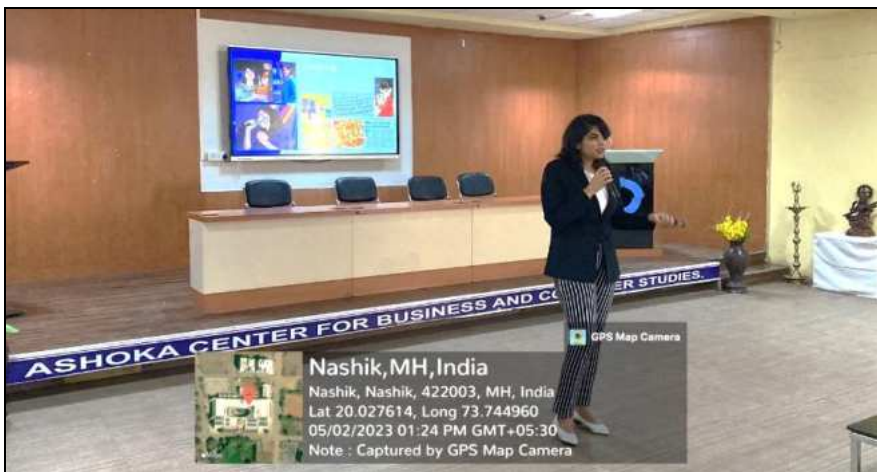 ASHOKA CENTER FOR BUSINESS AND CO ER STUDIES.
GPS Map Camera
Nashik,MH,India
Nashik, Nashik, 422003, MH, India
Lat 20.027614, Long 73.744960
05/02/2023 01:24 PM GMT+05:30
Note : Captured by GPS Map Camera